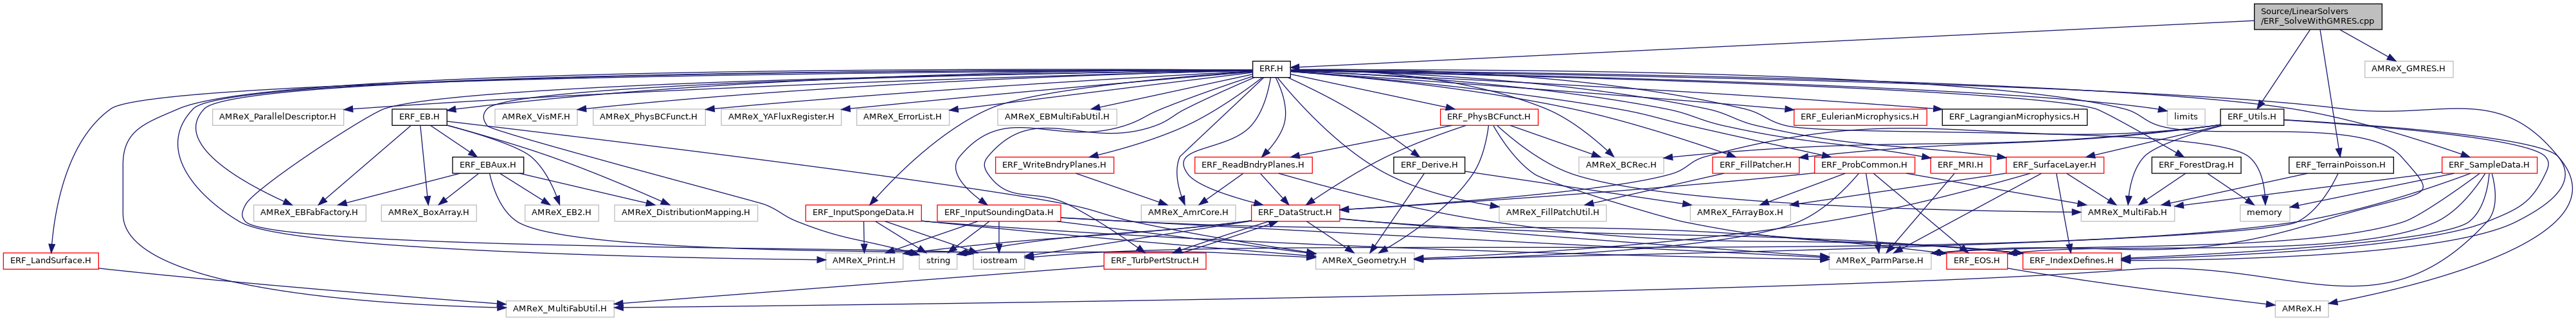 Source/LinearSolvers
/ERF_SolveWithGMRES.cpp
ERF.H
AMReX_GMRES.H
AMReX_ParallelDescriptor.H
ERF_EB.H
AMReX_VisMF.H
AMReX_PhysBCFunct.H
AMReX_YAFluxRegister.H
AMReX_ErrorList.H
AMReX_EBMultiFabUtil.H
ERF_PhysBCFunct.H
ERF_EulerianMicrophysics.H
ERF_LagrangianMicrophysics.H
limits
ERF_Utils.H
ERF_EBAux.H
ERF_WriteBndryPlanes.H
ERF_ReadBndryPlanes.H
ERF_Derive.H
AMReX_BCRec.H
ERF_FillPatcher.H
ERF_ProbCommon.H
ERF_MRI.H
ERF_SurfaceLayer.H
ERF_ForestDrag.H
ERF_TerrainPoisson.H
ERF_SampleData.H
AMReX_EBFabFactory.H
AMReX_BoxArray.H
AMReX_EB2.H
AMReX_DistributionMapping.H
ERF_InputSpongeData.H
ERF_InputSoundingData.H
AMReX_AmrCore.H
ERF_DataStruct.H
AMReX_FillPatchUtil.H
AMReX_FArrayBox.H
AMReX_MultiFab.H
memory
ERF_LandSurface.H
AMReX_Print.H
string
iostream
ERF_TurbPertStruct.H
AMReX_Geometry.H
AMReX_ParmParse.H
ERF_EOS.H
ERF_IndexDefines.H
AMReX_MultiFabUtil.H
AMReX.H